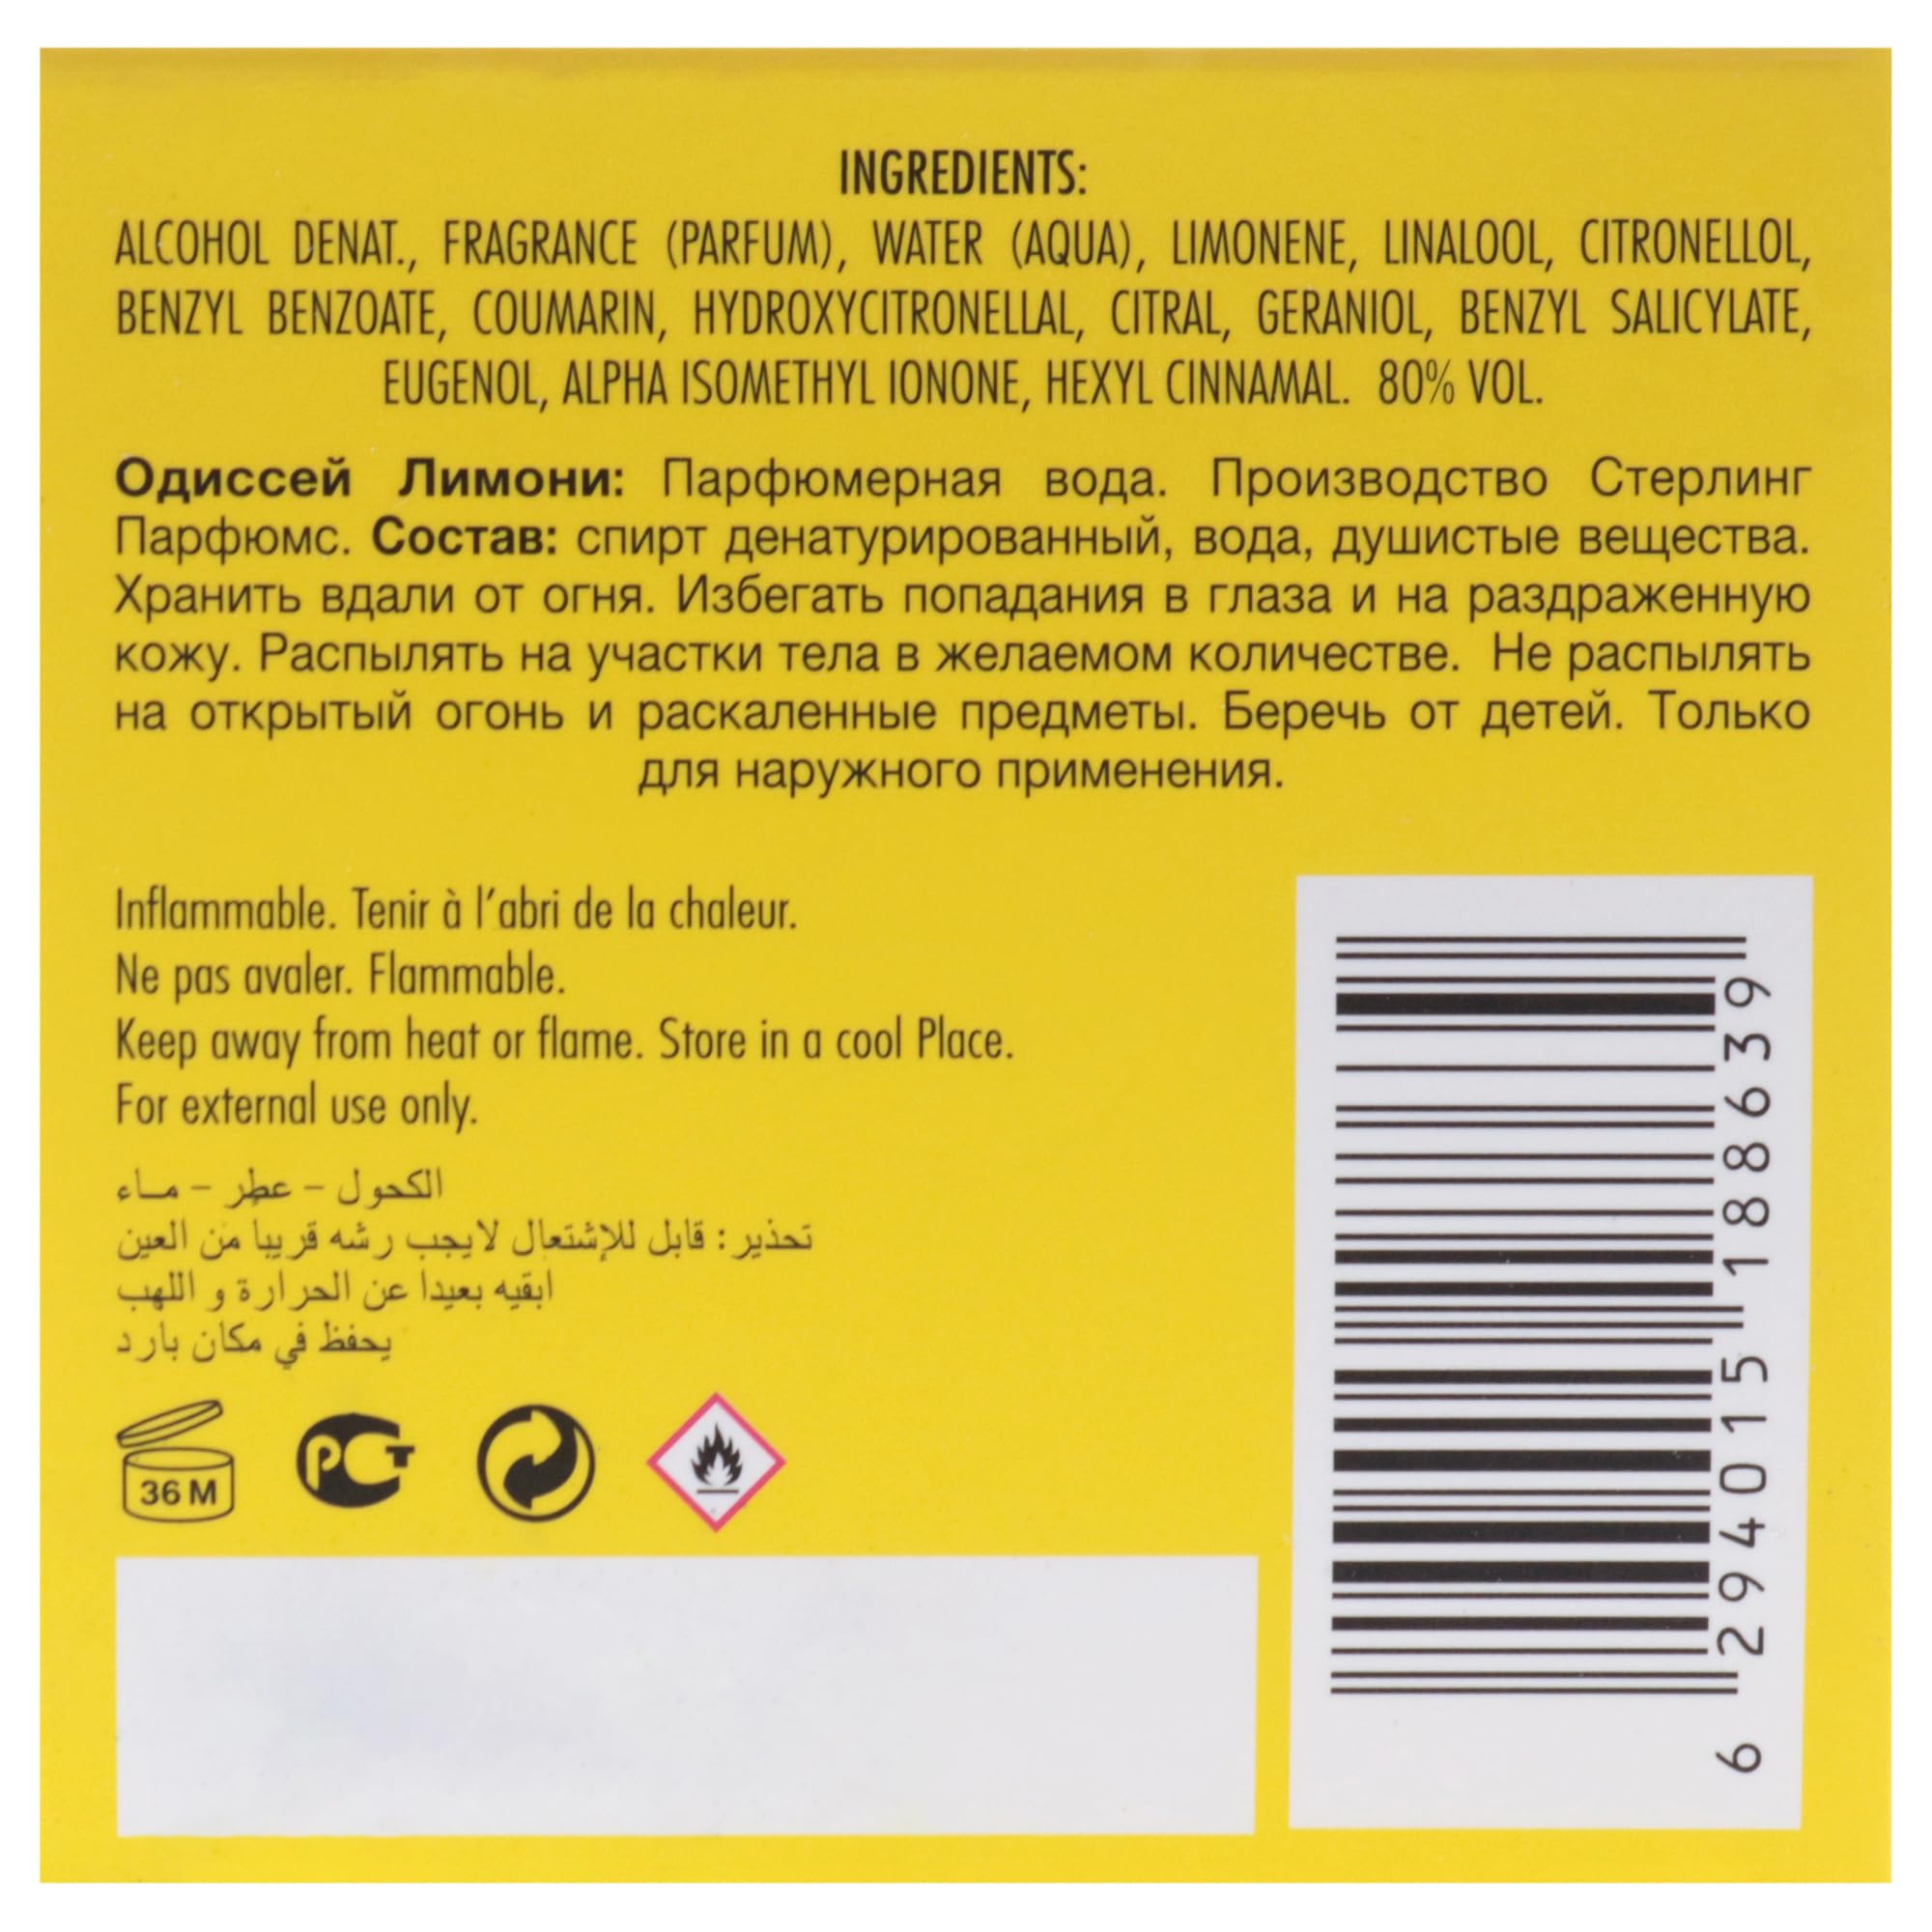 INGREDIENTS:
ALCOHOL DENAT., FRAGRANCE (PARFUM), WATER (AQUA), LIMONENE, LINALOOL, CITRONELLOL,
BENZYL BENZOATE, COUMARIN, HYDROXYCITRONELLAL, CITRAL, GERANIOL, BENZYL SALICYLATE,
EUGENOL, ALPHA ISOMETHYL IONONE, HEXYL CINNAMAL. 80% VOL.
Одиссей Лимони: Парфюмерная вода. Производство Стерлинг
Парфюмс. Состав: спирт денатурированный, вода, душистые вещества.
Хранить вдали от огня. Избегать попадания в глаза и на раздраженную
кожу. Распылять на участки тела в желаемом количестве. Не распылять
на открытый огонь и раскаленные предметы. Беречь от детей. Только
для наружного применения.
Inflammable. Tenir à l'abri de la chaleur.
Ne pas avaler. Flammable.
Keep away from heat or flame. Store in a cool Place.
For external use only.
الكحول - عطر - ماء
تحذير : قابل للإشتعال لايجب رشه قريباً من العين
ابقيه بعيدا عن الحرارة و اللهب
يحفظ في مكان بارد
36 M
РСТ
6 294015 188639